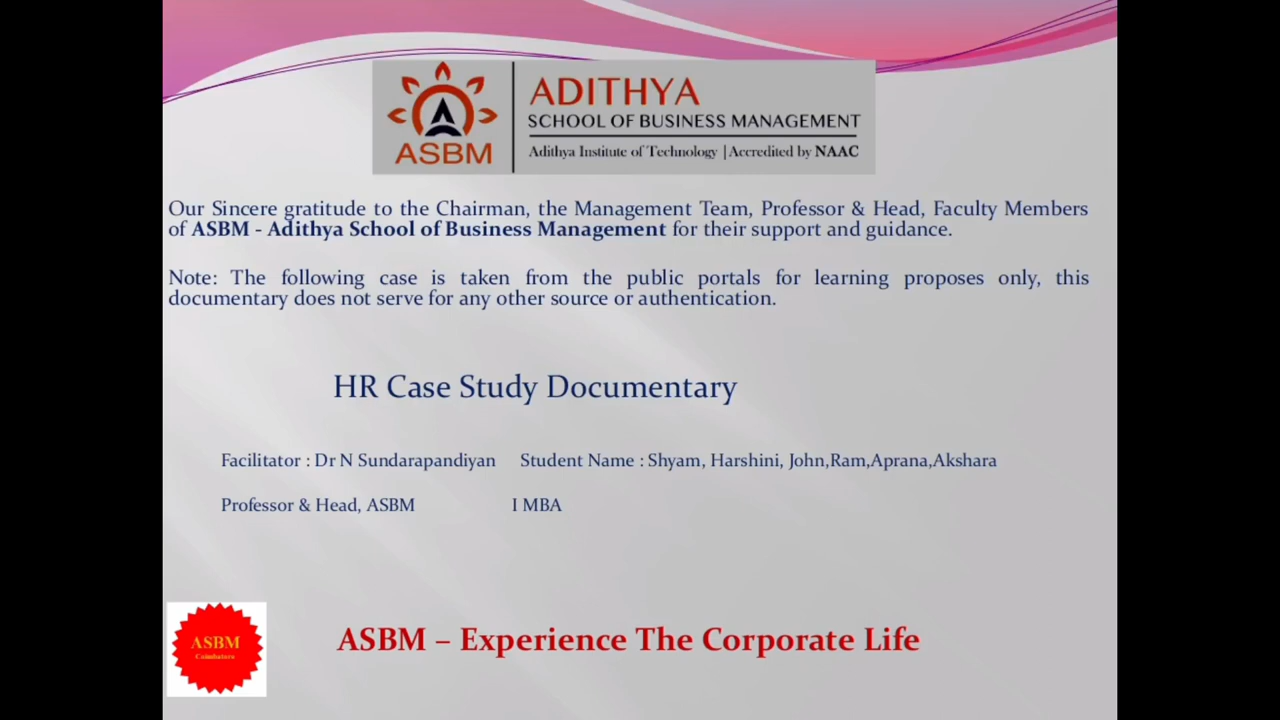 ADITHYA
SCHOOL OF BUSINESS MANAGEMENT
ASBM
Adithya Institute of Technology | Accredited by NAAC
Our Sincere gratitude to the Chairman, the Management Team, Professor & Head, Faculty Members
of ASBM - Adithya School of Business Management for their support and guidance.
Note: The following case is taken from the public portals for learning proposes only, this
documentary does not serve for any other source or authentication.
HR Case Study Documentary
Facilitator : Dr N Sundarapandiyan Student Name : Shyam, Harshini, John,Ram,Aprana,Akshara
Professor & Head, ASBM I MBA
ASBM
Coimbatore
ASBM – Experience The Corporate Life